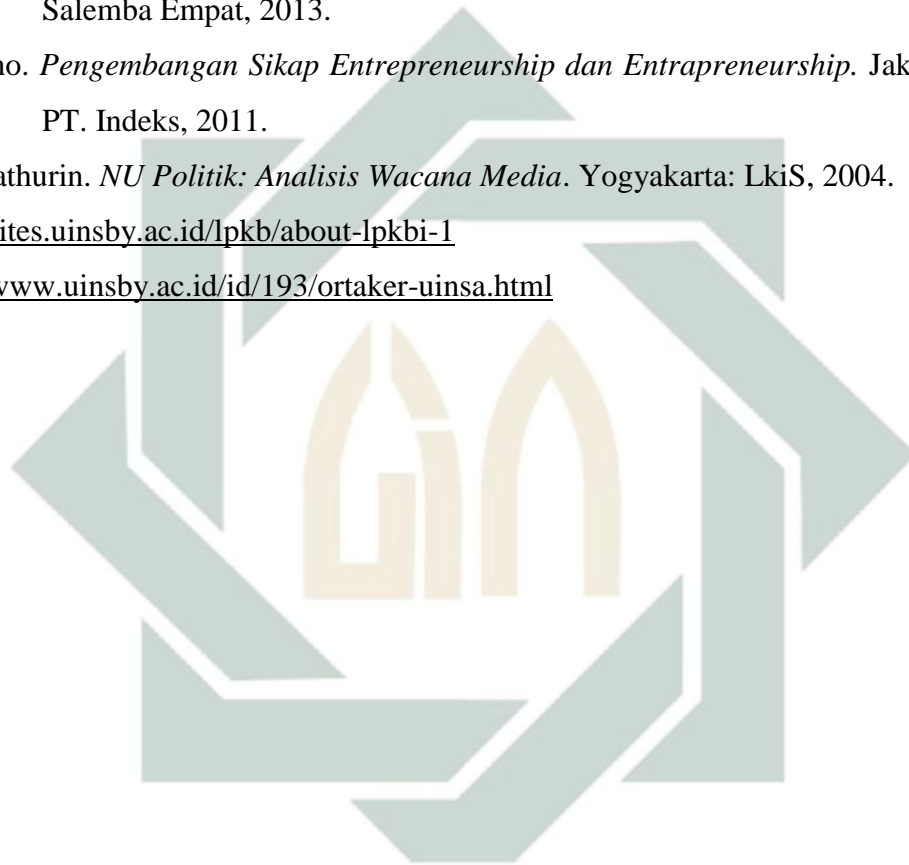 Salemba Empat, 2013.
no. Pengembangan Sikap Entrepreneurship dan Entrapreneurship. Jak
PT. Indeks, 2011.
athurin. NU Politik: Analisis Wacana Media. Yogyakarta: LkiS, 2004.
ites.uinsby.ac.id/lpkb/about-lpkbi-1
www.uinsby.ac.id/id/193/ortaker-uinsa.html